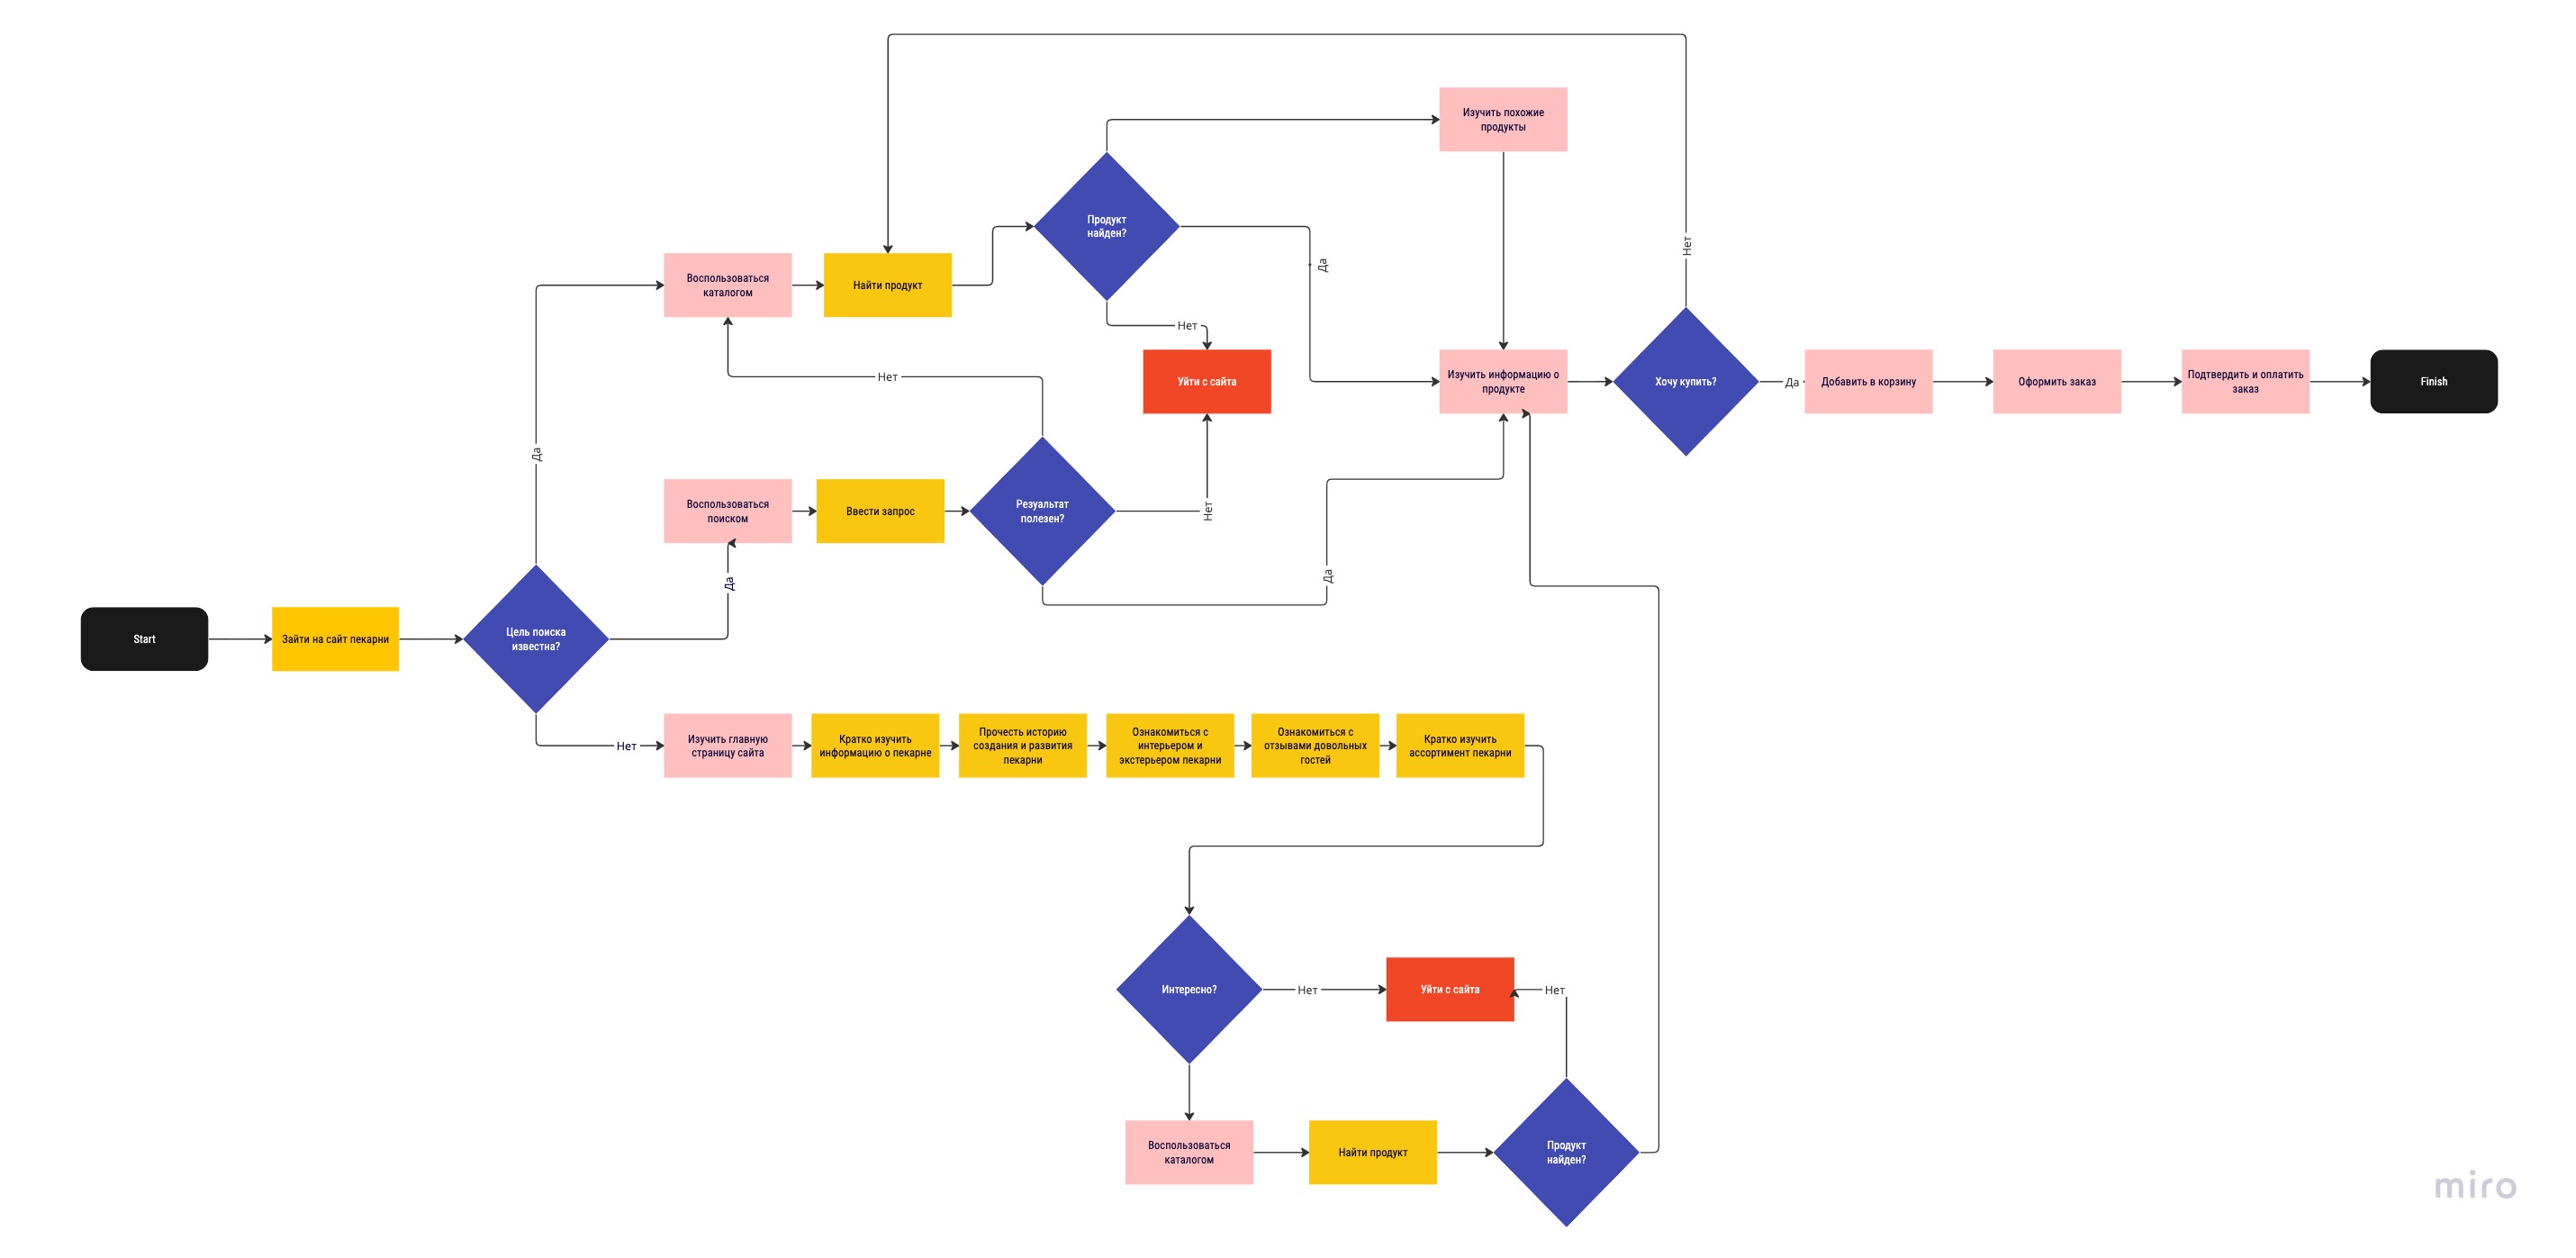 Изучить похожие
продукты
Продукт
найден?
Нет
Да
Воспользоваться
каталогом
Найти продукт
Нет
Уйти с сайта
Изучить информацию о
продукте
Хочу купить?
Да
Добавить в корзину
Оформить заказ
Подтвердить и оплатить
заказ
Finish
Нет
Да
Воспользоваться
поиском
Ввести запрос
Результат
полезен?
Нет
Да
Да
Start
Зайти на сайт пекарни
Цель поиска
известна?
Нет
Изучить главную
страницу сайта
Кратко изучить
информацию о пекарне
Прочесть историю
создания и развития
пекарни
Ознакомиться с
интерьером и
экстерьером пекарни
Ознакомиться с
отзывами довольных
гостей
Кратко изучить
ассортимент пекарни
Интересно?
Нет
Уйти с сайта
Нет
Воспользоваться
каталогом
Найти продукт
Продукт
найден?
miro